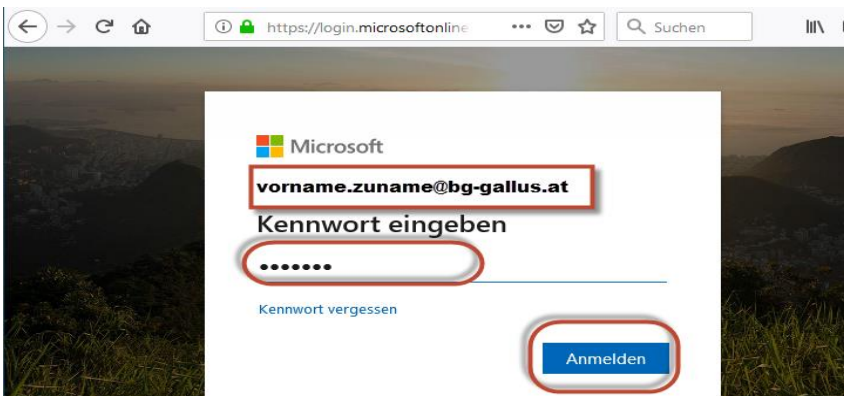 https://login.microsoftonline
Suchen
Microsoft
vorname.zuname@bg-gallus.at
Kennwort eingeben
•••••••
Kennwort vergessen
Anmelden